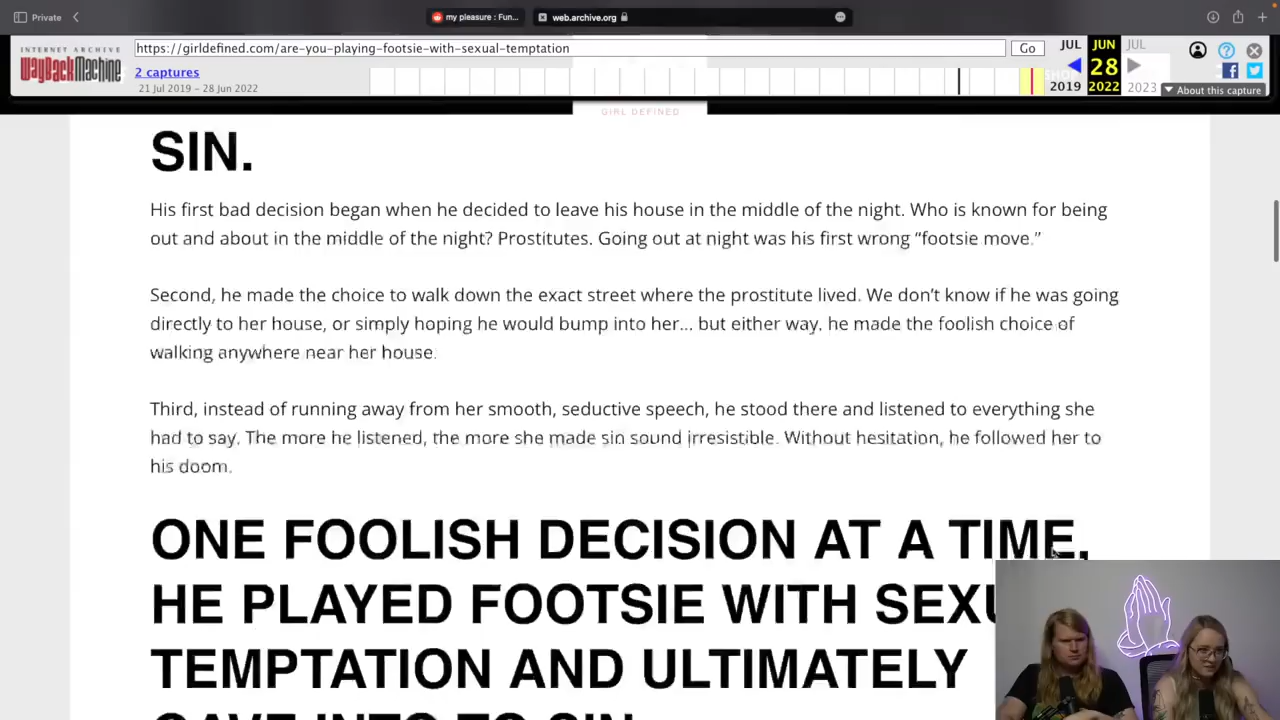 Private
my pleasure : Fun...
web.archive.org
INTERNET ARCHIVE
WayBackMachine
https://girldefined.com/are-you-playing-footsie-with-sexual-temptation
Go
JUL
JUN
JUL
2 captures
28
21 Jul 2019 – 28 Jun 2022
2019
2022
2023
About this capture
GIRL DEFINED
SIN.
His first bad decision began when he decided to leave his house in the middle of the night. Who is known for being
out and about in the middle of the night? Prostitutes. Going out at night was his first wrong “footsie move.”
Second, he made the choice to walk down the exact street where the prostitute lived. We don’t know if he was going
directly to her house, or simply hoping he would bump into her… but either way, he made the foolish choice of
walking anywhere near her house.
Third, instead of running away from her smooth, seductive speech, he stood there and listened to everything she
had to say. The more he listened, the more she made sin sound irresistible. Without hesitation, he followed her to
his doom.
ONE FOOLISH DECISION AT A TIME,
HE PLAYED FOOTSIE WITH
TEMPTATION AND ULTIMATELY